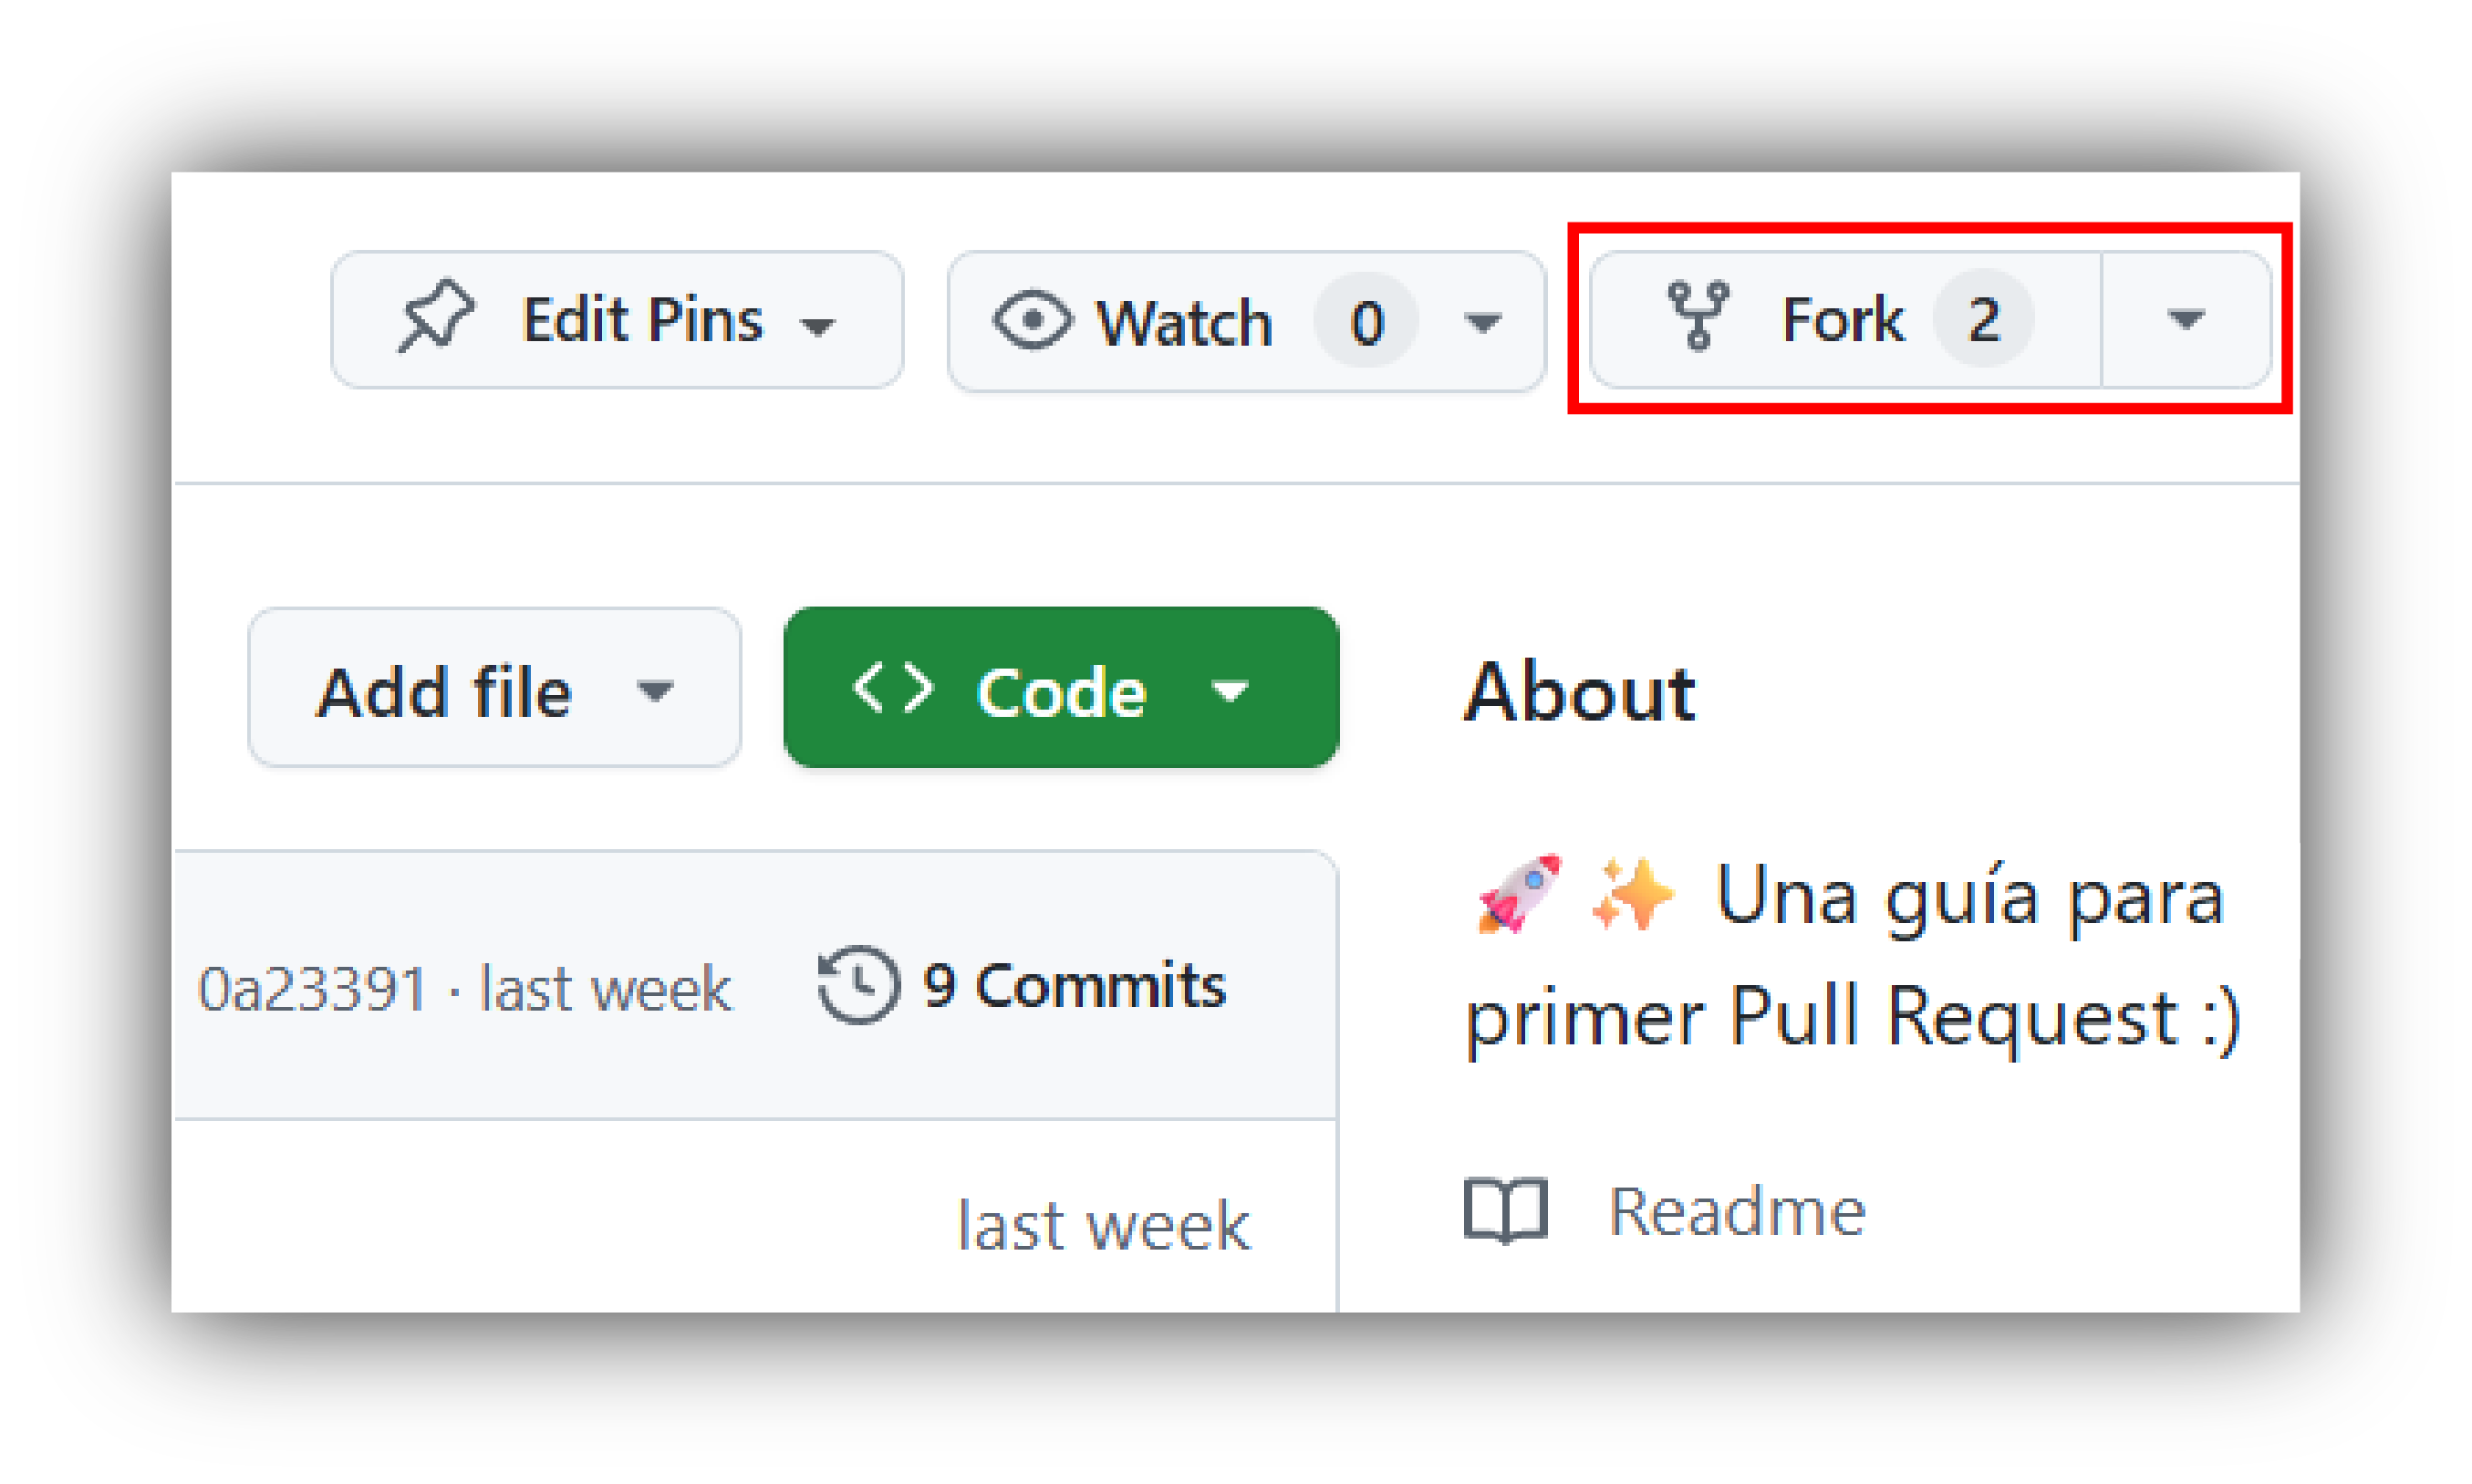 Edit Pins
Watch 0
Fork 2
Add file
<> Code
About
🚀✨ Una guía para
primer Pull Request :)
0a23391 · last week
9 Commits
last week
Readme